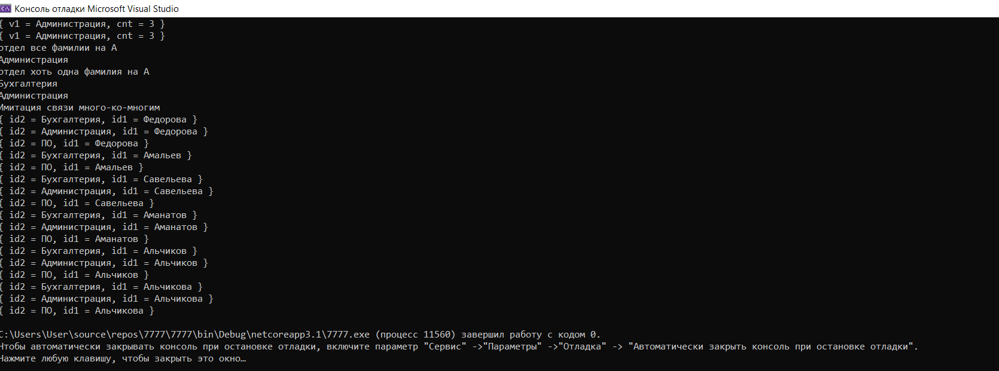 Консоль отладки Microsoft Visual Studio
{ v1 = Администрация, cnt = 3 }
{ v1 = Администрация, cnt = 3 }
отдел все фамилии на А
Администрация
отдел хоть одна фамилия на А
Бухгалтерия
Администрация
Имитация связи много-ко-многим
{ id2 = Бухгалтерия, id1 = Федорова }
{ id2 = Администрация, id1 = Федорова }
{ id2 = ПО, id1 = Федорова }
{ id2 = Бухгалтерия, id1 = Амальев }
{ id2 = ПО, id1 = Амальев }
{ id2 = Бухгалтерия, id1 = Савельева }
{ id2 = Администрация, id1 = Савельева }
{ id2 = ПО, id1 = Савельева }
{ id2 = Бухгалтерия, id1 = Аманатов }
{ id2 = Администрация, id1 = Аманатов }
{ id2 = ПО, id1 = Аманатов }
{ id2 = Бухгалтерия, id1 = Альчиков }
{ id2 = Администрация, id1 = Альчиков }
{ id2 = ПО, id1 = Альчиков }
{ id2 = Бухгалтерия, id1 = Альчикова }
{ id2 = Администрация, id1 = Альчикова }
{ id2 = ПО, id1 = Альчикова }
C:\Users\User\source\repos\7777\7777\bin\Debug\netcoreapp3.1\7777.exe (процесс 11560) завершил работу с кодом 0.
Чтобы автоматически закрывать консоль при остановке отладки, включите параметр "Сервис" ->"Параметры" ->"Отладка" -> "Автоматически закрыть консоль при остановке отладки".
Нажмите любую клавишу, чтобы закрыть это окно…